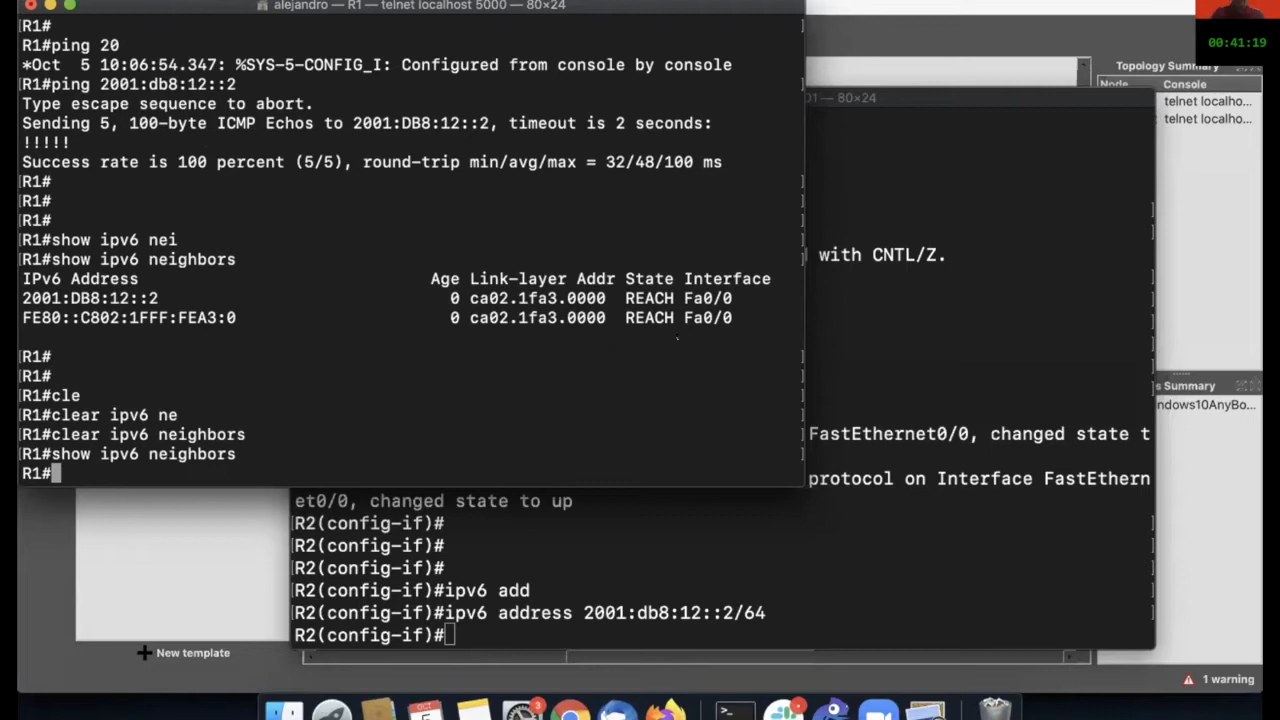 alejandro — R1 — telnet localhost 5000 — 80×24
R1#
R1#ping 20
*Oct  5 10:06:54.347: %SYS-5-CONFIG_I: Configured from console by console
R1#ping 2001:db8:12::2
Type escape sequence to abort.
Sending 5, 100-byte ICMP Echos to 2001:DB8:12::2, timeout is 2 seconds:
!!!!!
Success rate is 100 percent (5/5), round-trip min/avg/max = 32/48/100 ms
R1#
R1#
R1#
R1#show ipv6 nei
R1#show ipv6 neighbors
IPv6 Address                              Age Link-layer Addr State Interface
2001:DB8:12::2                              0 ca02.1fa3.0000  REACH Fa0/0
FE80::C802:1FFF:FEA3:0                      0 ca02.1fa3.0000  REACH Fa0/0
R1#
R1#
R1#cle
R1#clear ipv6 ne
R1#clear ipv6 neighbors
R1#show ipv6 neighbors
R1#
01 — 80×24
with CNTL/Z.
FastEthernet0/0, changed state t
protocol on Interface FastEthern
et0/0, changed state to up
R2(config-if)#
R2(config-if)#
R2(config-if)#
R2(config-if)#ipv6 add
R2(config-if)#ipv6 address 2001:db8:12::2/64
R2(config-if)#
00:41:19
Topology Summary
Node Console
telnet localho...
telnet localho...
s Summary
ndows10AnyBo...
New template
1 warning
OCT
3